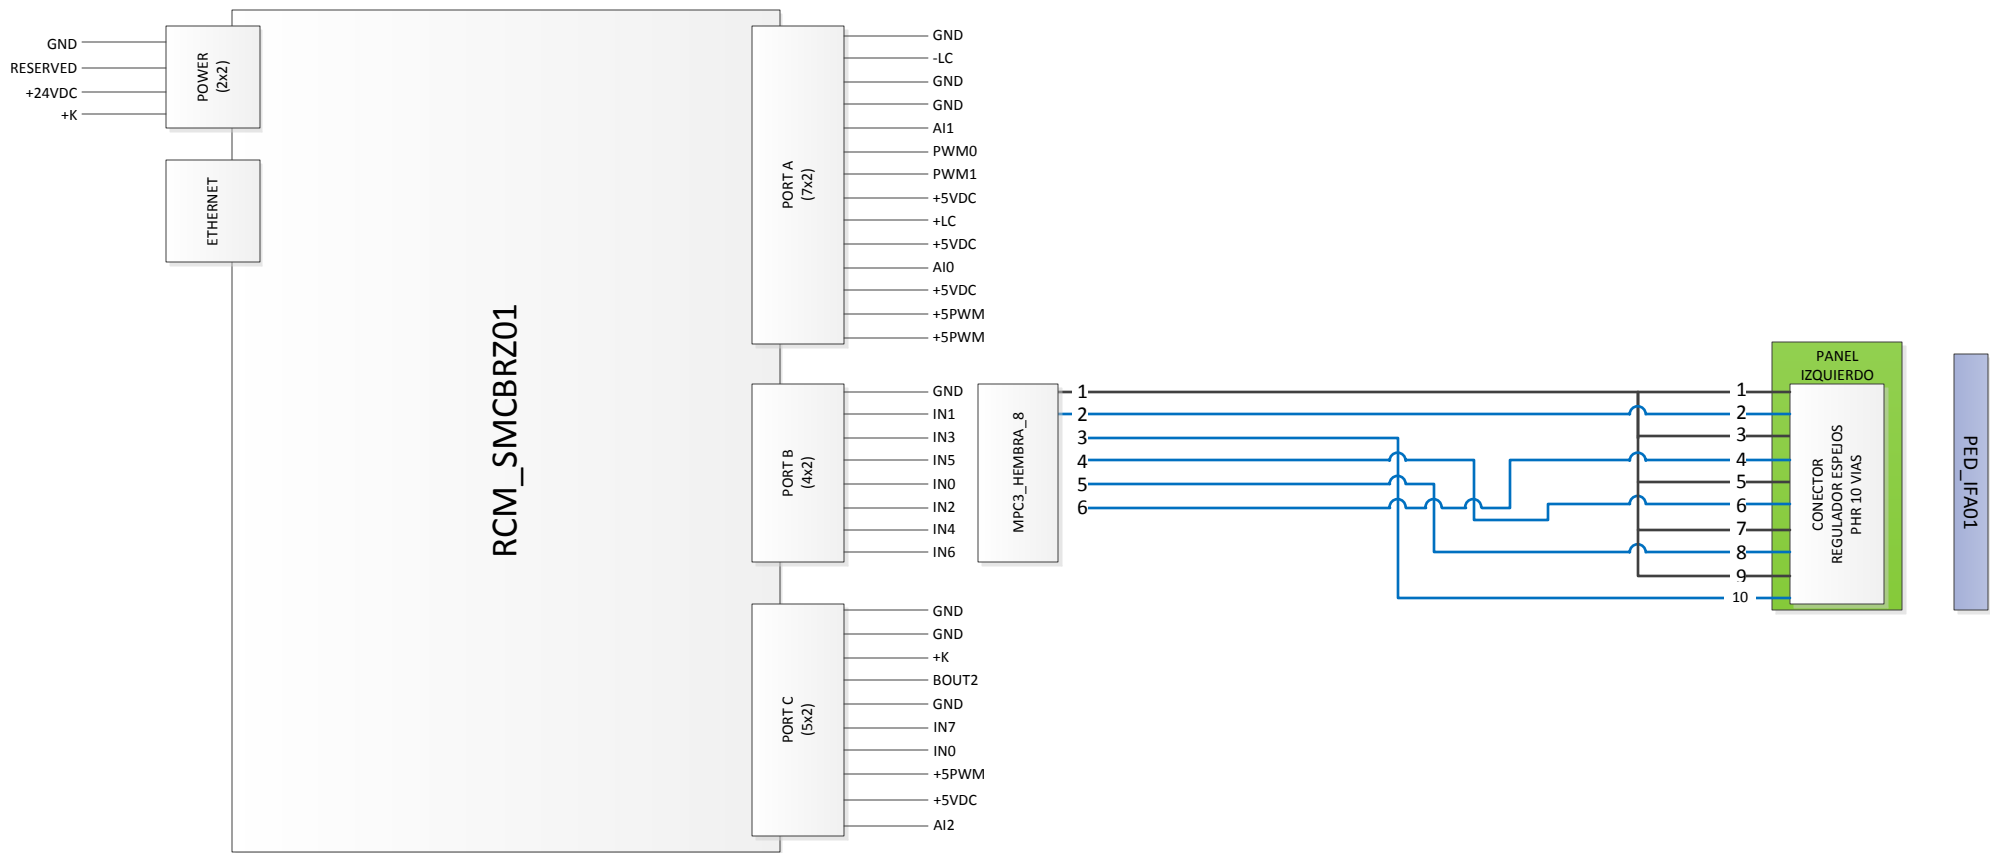 GND
RESERVED
+24VDC
+K
POWER
(2x2)
ETHERNET
RCM_SMCBRZ01
PORT A
(7x2)
GND
-LC
GND
GND
AI1
PWM0
PWM1
+5VDC
+LC
+5VDC
AI0
+5VDC
+5PWM
+5PWM
PORT B
(4x2)
GND
IN1
IN3
IN5
IN0
IN2
IN4
IN6
PORT C
(5x2)
GND
GND
+K
BOUT2
GND
IN7
IN0
+5PWM
+5VDC
AI2
MPC3_HEMBRA_8
1
2
3
4
5
6
1
2
3
4
5
6
7
8
9
10
PANEL
IZQUIERDO
CONECTOR
REGULADOR ESPEJOS
PHR 10 VIAS
PED_IFA01